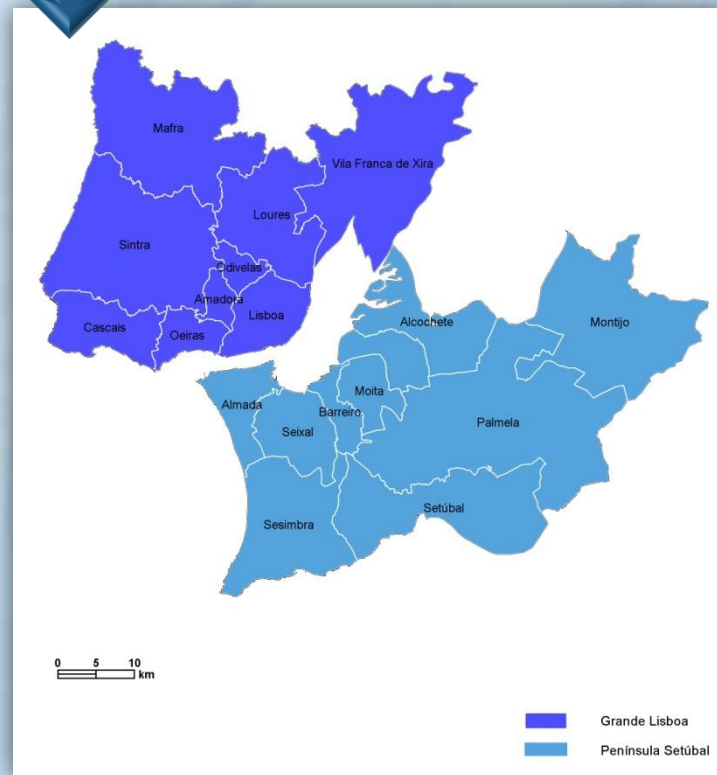 Mafra
Vila Franca de Xira
Loures
Sintra
Odivelas
Amadora
Lisboa
Cascais
Oeiras
Alcochete
Montijo
Moita
Almada
Barreiro
Palmela
Seixal
Setúbal
Sesimbra
0 5 10
km
Grande Lisboa
Península Setúbal